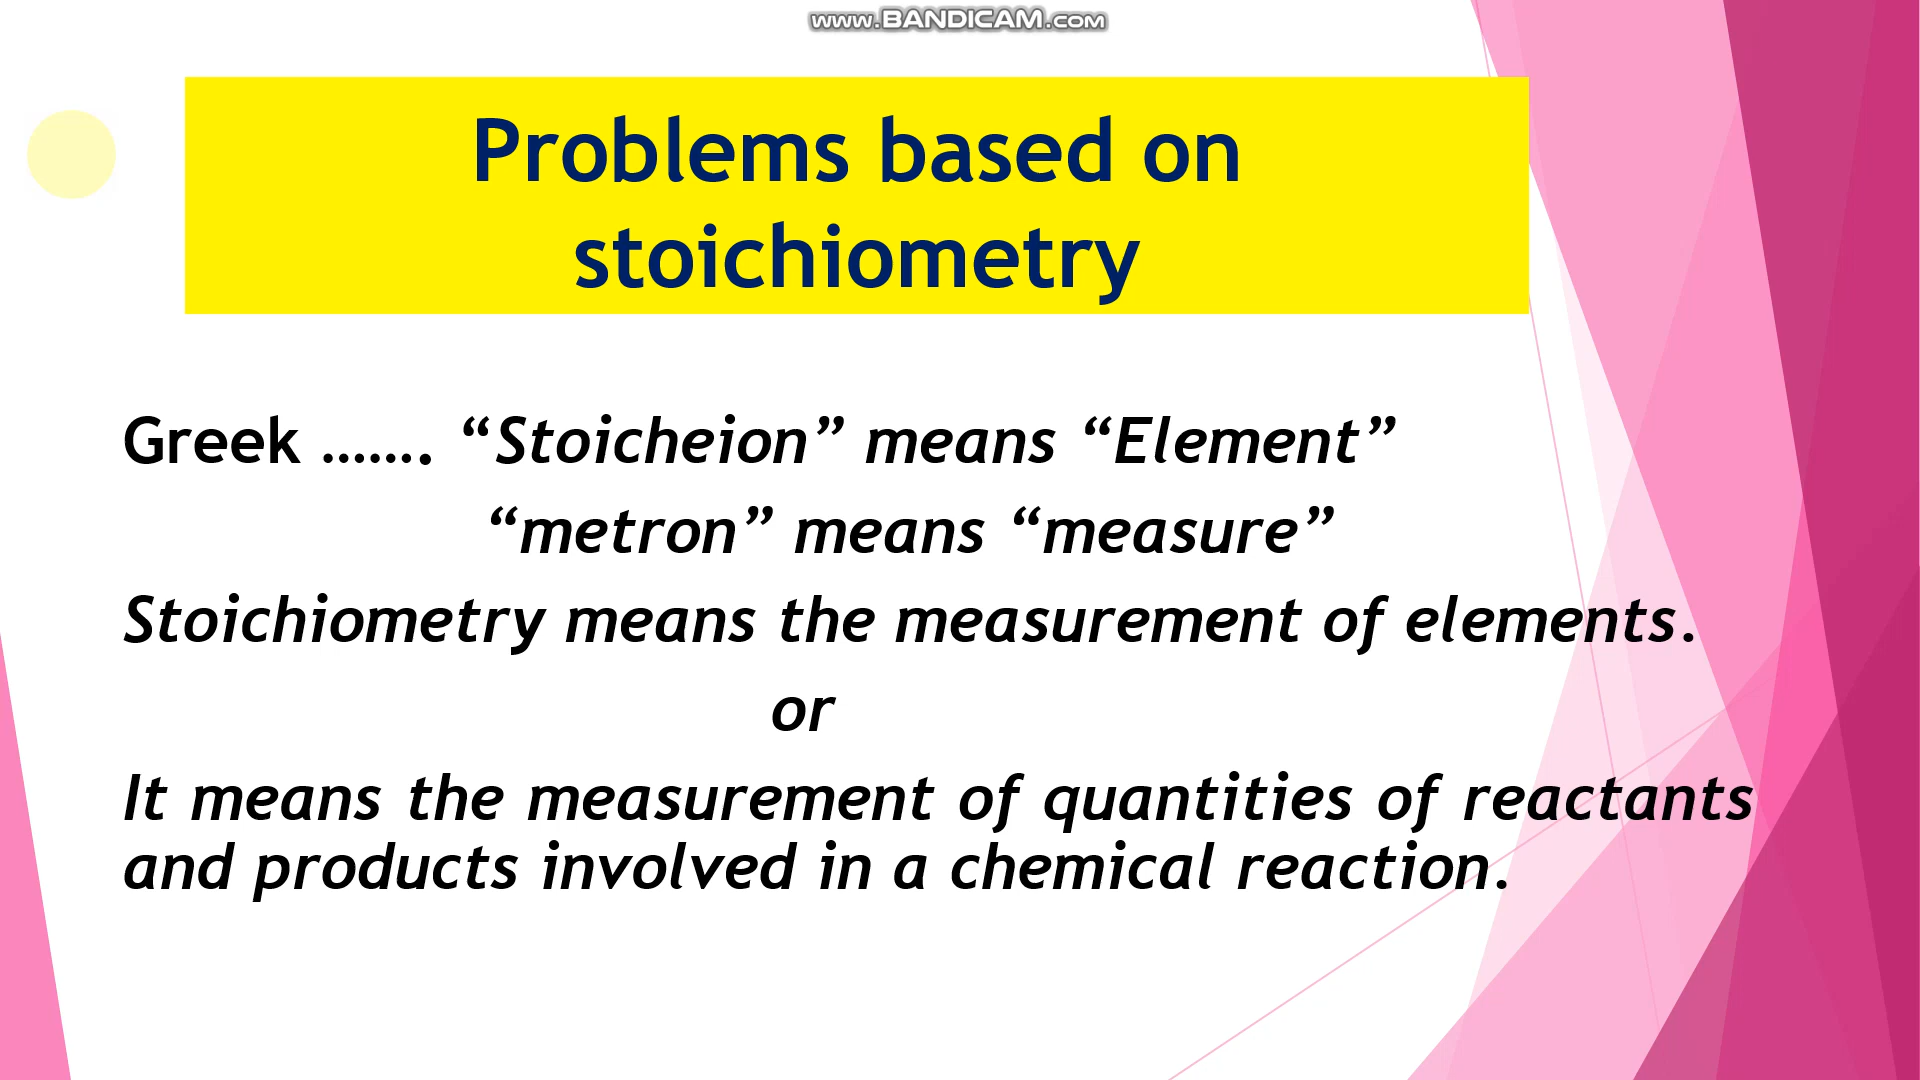 www.BANDICAM.com
Problems based on
stoichiometry
Greek ……. “Stoicheion” means “Element”
“metron” means “measure”
Stoichiometry means the measurement of elements.
or
It means the measurement of quantities of reactants
and products involved in a chemical reaction.